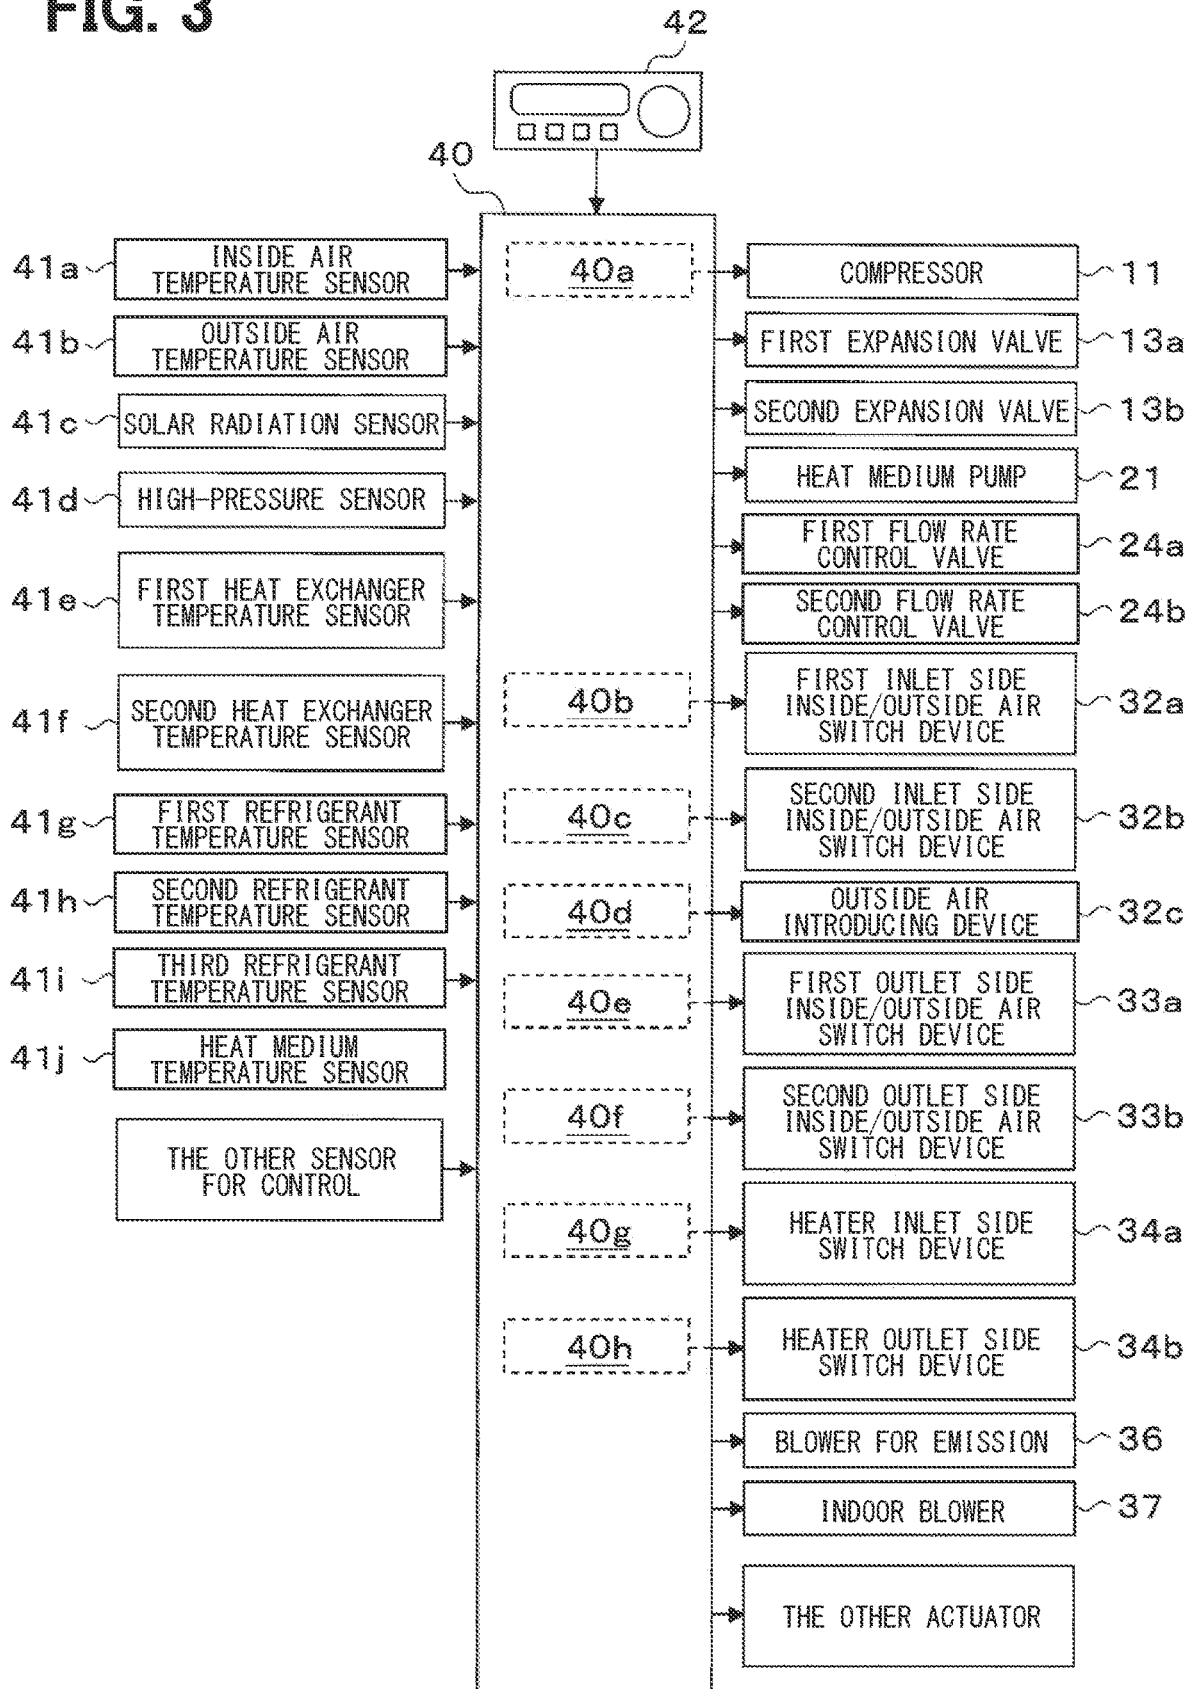 FIG. 3
42
40
41a
INSIDE AIR
TEMPERATURE SENSOR
41b
OUTSIDE AIR
TEMPERATURE SENSOR
41c
SOLAR RADIATION SENSOR
41d
HIGH-PRESSURE SENSOR
41e
FIRST HEAT EXCHANGER
TEMPERATURE SENSOR
41f
SECOND HEAT EXCHANGER
TEMPERATURE SENSOR
41g
FIRST REFRIGERANT
TEMPERATURE SENSOR
41h
SECOND REFRIGERANT
TEMPERATURE SENSOR
41i
THIRD REFRIGERANT
TEMPERATURE SENSOR
41j
HEAT MEDIUM
TEMPERATURE SENSOR
THE OTHER SENSOR
FOR CONTROL
40a
40b
40c
40d
40e
40f
40g
40h
COMPRESSOR
11
FIRST EXPANSION VALVE
13a
SECOND EXPANSION VALVE
13b
HEAT MEDIUM PUMP
21
FIRST FLOW RATE
CONTROL VALVE
24a
SECOND FLOW RATE
CONTROL VALVE
24b
FIRST INLET SIDE
INSIDE/OUTSIDE AIR
SWITCH DEVICE
32a
SECOND INLET SIDE
INSIDE/OUTSIDE AIR
SWITCH DEVICE
32b
OUTSIDE AIR
INTRODUCING DEVICE
32c
FIRST OUTLET SIDE
INSIDE/OUTSIDE AIR
SWITCH DEVICE
33a
SECOND OUTLET SIDE
INSIDE/OUTSIDE AIR
SWITCH DEVICE
33b
HEATER INLET SIDE
SWITCH DEVICE
34a
HEATER OUTLET SIDE
SWITCH DEVICE
34b
BLOWER FOR EMISSION
36
INDOOR BLOWER
37
THE OTHER ACTUATOR